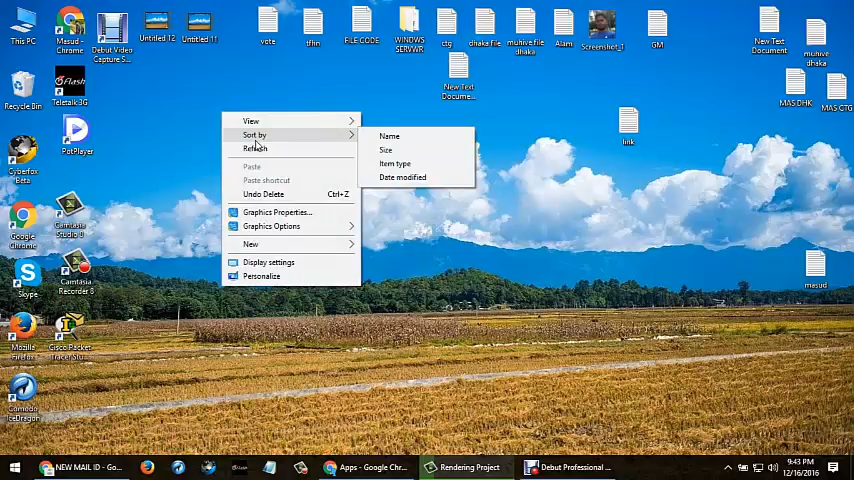 This PC
Masud -
Chrome
Debut Video
Capture S...
Untitled 12
Untitled 11
vote
tfhn
FILE CODE
WINDOWS
SERVWR
ctg
dhaka file
muhive file
dhaka
Alam
Screenshot_1
GM
New Text
Document
muhive
dhaka
Recycle Bin
Flash
Teletalk 3G
New Text
Docume...
MAS DHK
MAS CTG
PotPlayer
link
Cyberfox
Beta
View
Sort by
Refresh
Paste
Paste shortcut
Undo Delete Ctrl+Z
Graphics Properties...
Graphics Options
New
Display settings
Personalize
Name
Size
Item type
Date modified
Google
Chrome
Camtasia
Studio 8
Skype
Camtasia
Recorder 8
masud
Mozilla
Firefox
Cisco Packet
Tracer Stu...
Comodo
IceDragon
NEW MAIL ID - Go...
Apps - Google Chr...
Rendering Project
Debut Professional ...
9:43 PM
12/16/2016